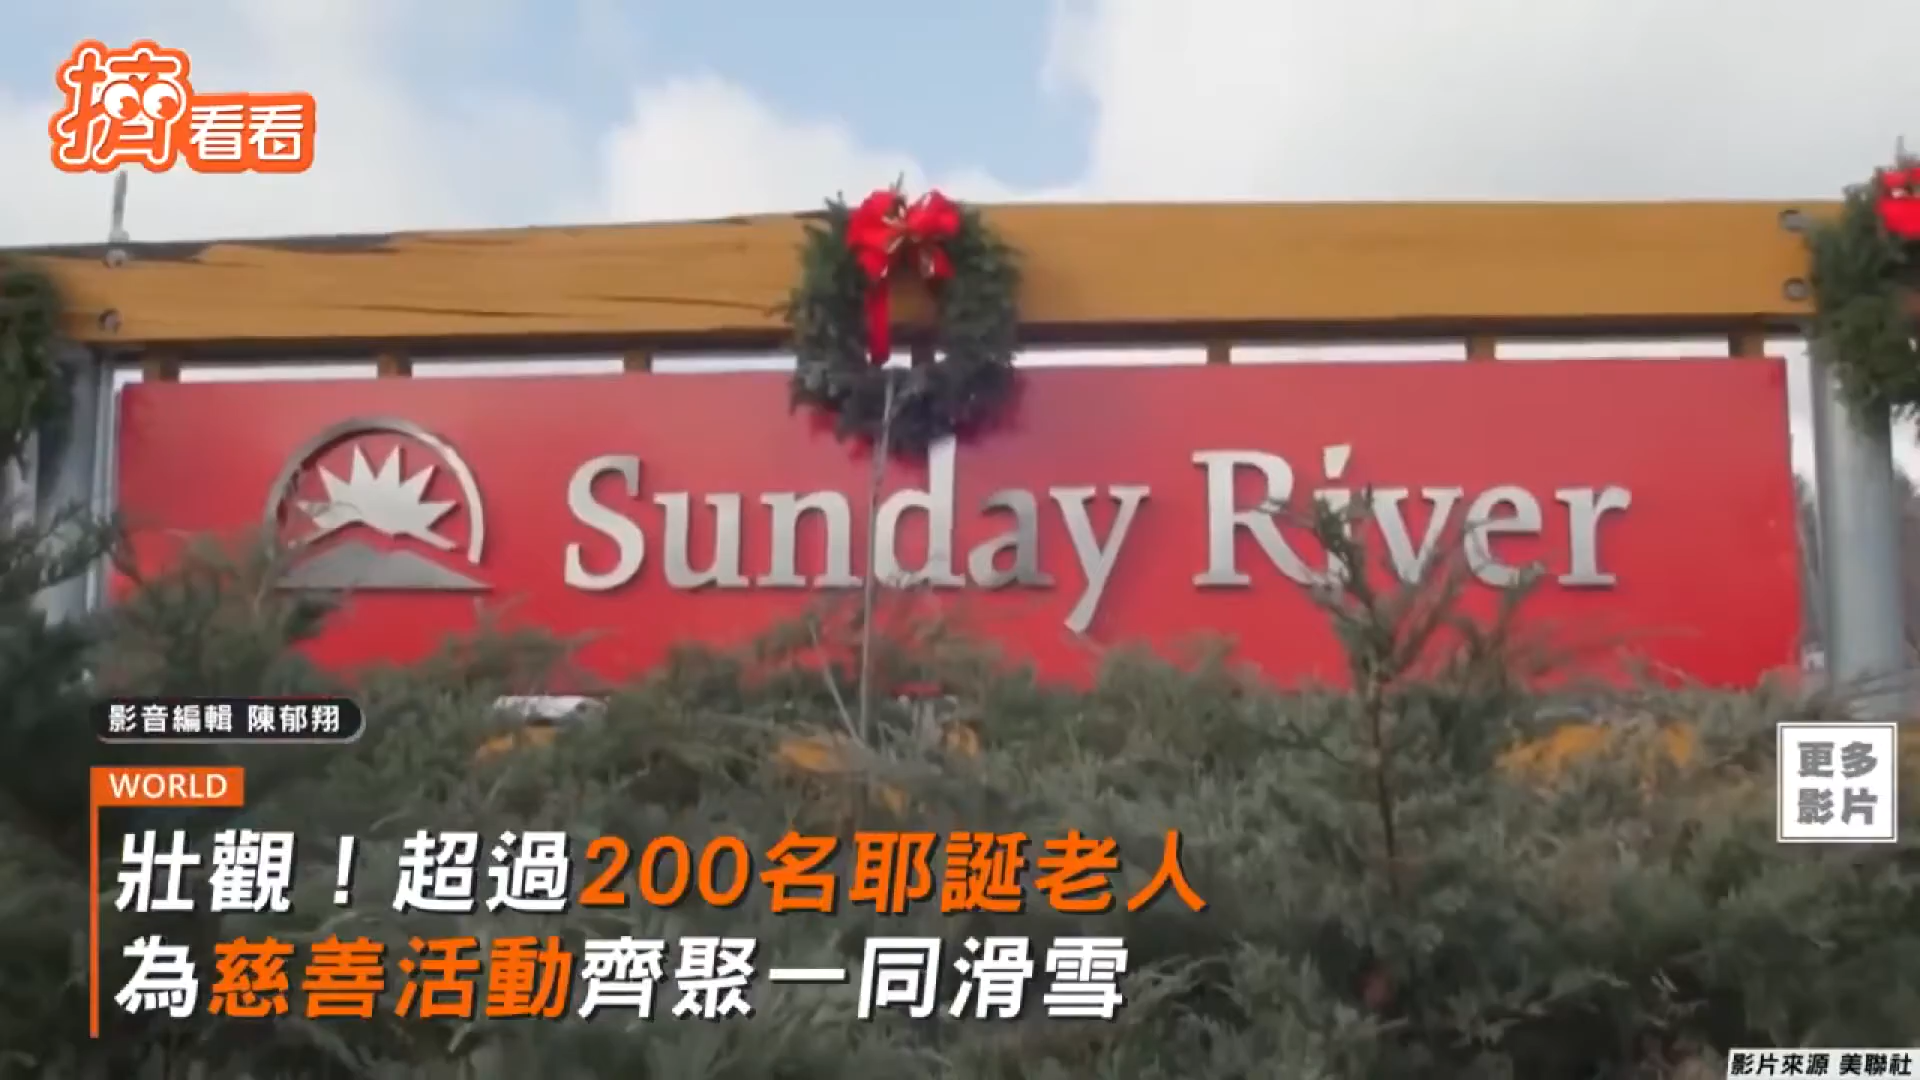 擠看看
Sunday River
影音編輯 陳郁翔
WORLD
更多
影片
壯觀！超過200名耶誕老人
為慈善活動齊聚一同滑雪
影片來源 美聯社